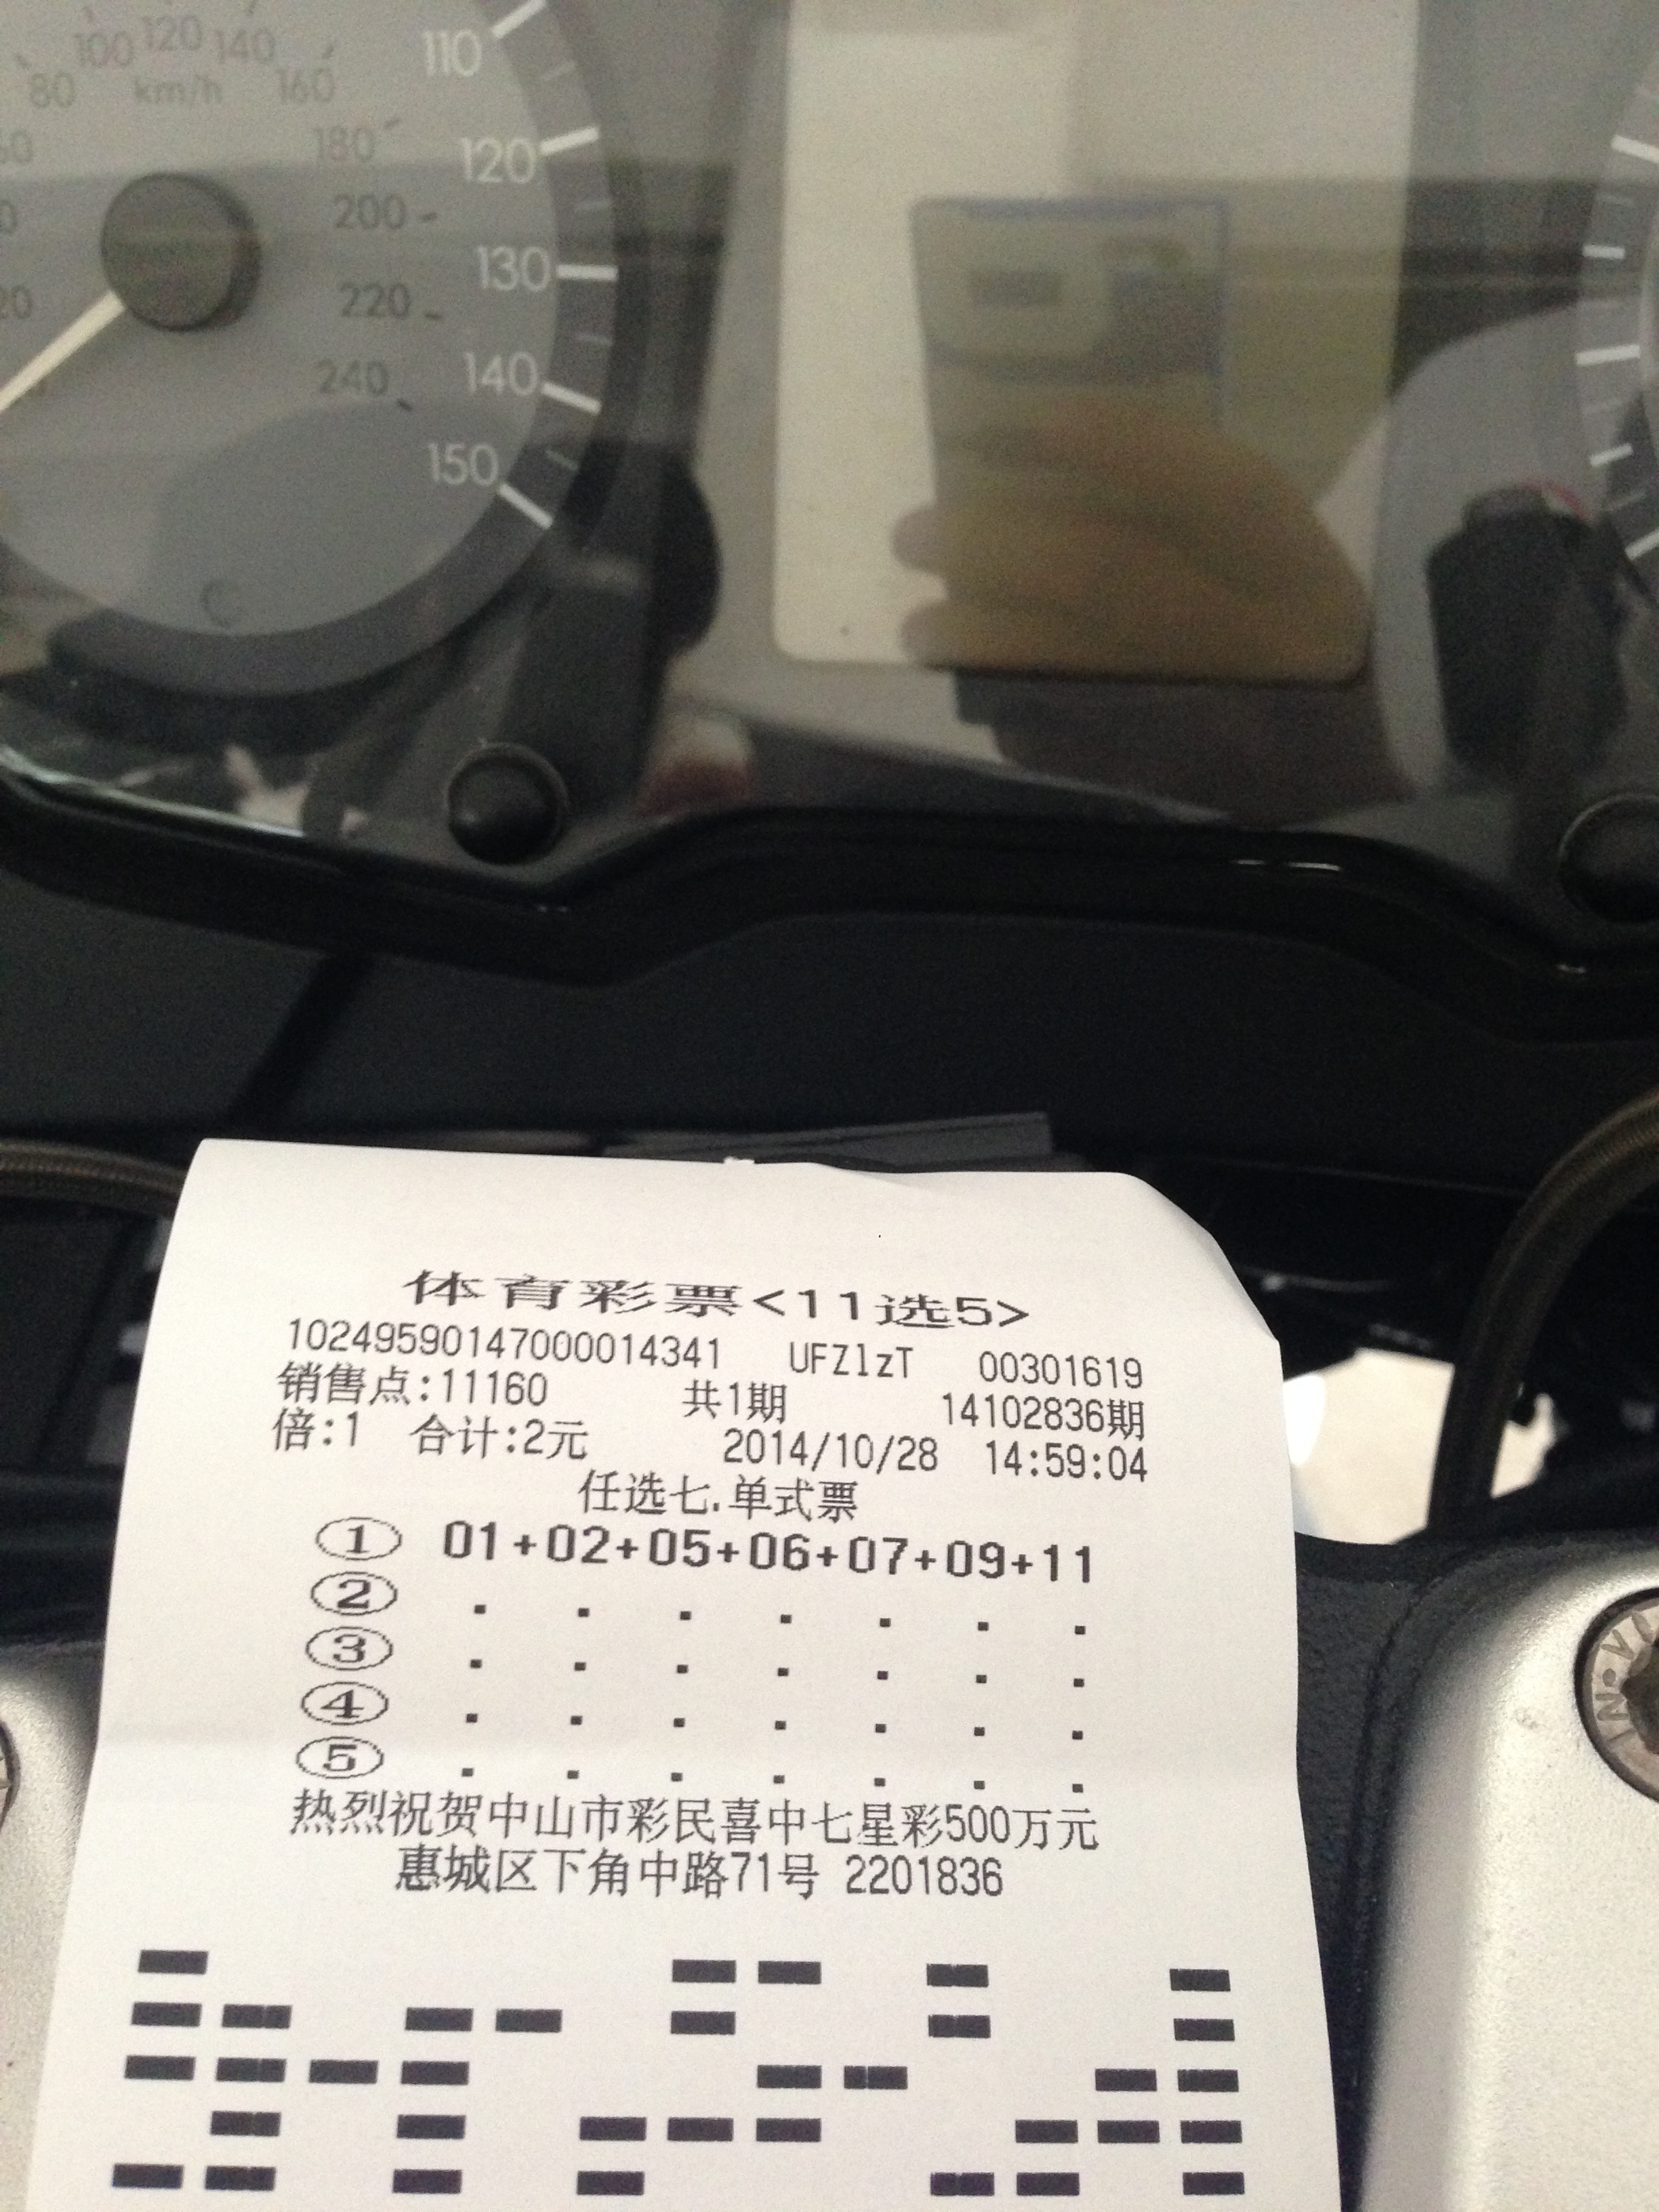 110
100 120 140
80 km/h 160
180 120
200
130
220
240 140
150
体育彩票<11选5>
10249590147000014341 UFZlzT 00301619
销售点:11160 共1期 14102836期
倍:1 合计:2元 2014/10/28 14:59:04
任选七.单式票
① 01+02+05+06+07+09+11
②
③
④
⑤
热烈祝贺中山市彩民喜中七星彩500万元
惠城区下角中路71号 2201836